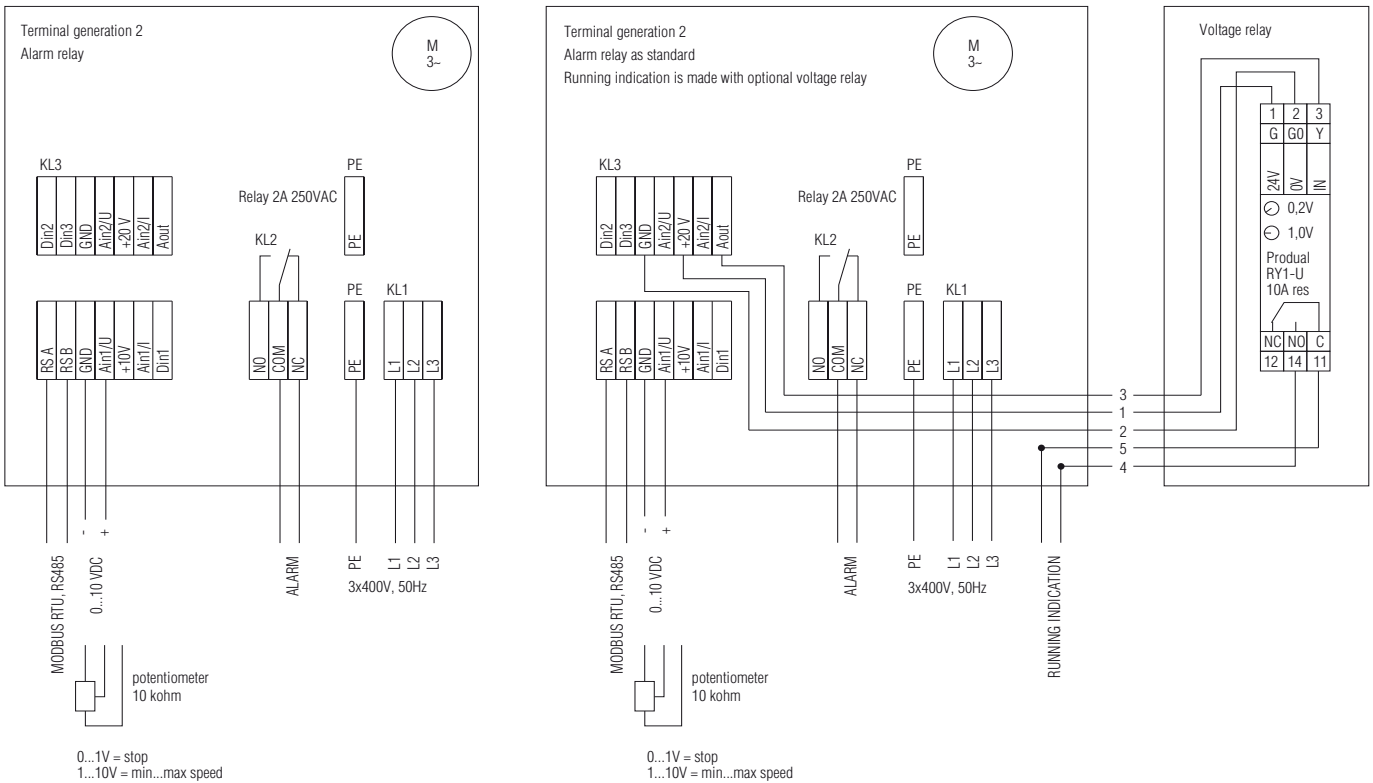 Terminal generation 2
Alarm relay
M
3~
KL3
Din2
Din3
GND
Ain2/U
+20 V
Ain2/I
Aout
Relay 2A 250VAC
PE
PE
KL2
PE
KL1
RS A
RS B
GND
Ain1/U
+10V
Ain1/I
Din1
NO
COM
NC
PE
L1
L2
L3
- +
MODBUS RTU, RS485
0...10 VDC
ALARM
PE
L1
L2
L3
3x400V, 50Hz
potentiometer
10 kohm
0...1V = stop
1...10V = min...max speed
Terminal generation 2
Alarm relay as standard
Running indication is made with optional voltage relay
M
3~
KL3
Din2
Din3
GND
Ain2/U
+20 V
Ain2/I
Aout
Relay 2A 250VAC
PE
PE
KL2
PE
KL1
RS A
RS B
GND
Ain1/U
+10V
Ain1/I
Din1
NO
COM
NC
PE
L1
L2
L3
3
1
2
5
4
- +
MODBUS RTU, RS485
0...10 VDC
ALARM
PE
L1
L2
L3
3x400V, 50Hz
RUNNING INDICATION
potentiometer
10 kohm
0...1V = stop
1...10V = min...max speed
Voltage relay
1 2 3
G G0 Y
24V
0V
IN
0,2V
1,0V
Produal
RY1-U
10A res
NC NO C
12 14 11